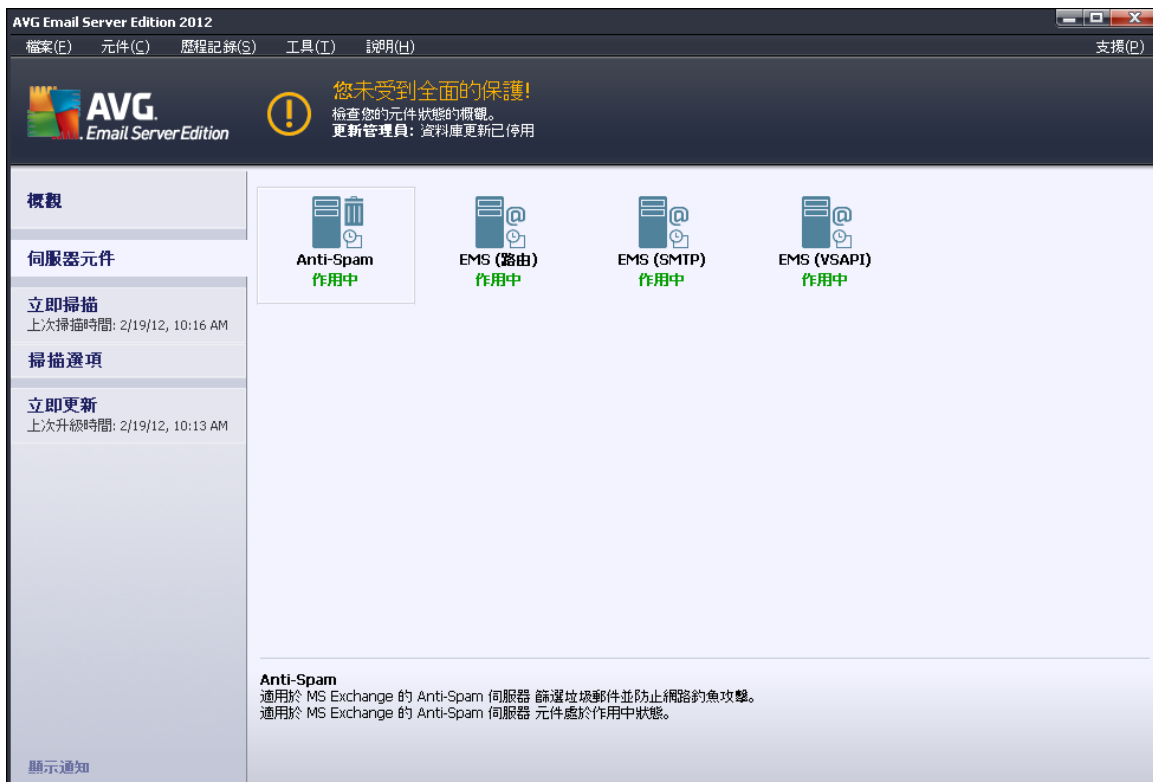 AVG Email Server Edition 2012
檔案(F) 元件(C) 歷程記錄(S) 工具(T) 說明(H) 支援(P)
AVG.
Email Server Edition
您未受到全面的保護!
檢查您的元件狀態的概觀。
更新管理員: 資料庫更新已停用
概觀
伺服器元件
立即掃描
上次掃描時間: 2/19/12, 10:16 AM
掃描選項
立即更新
上次升級時間: 2/19/12, 10:13 AM
顯示通知
Anti-Spam
作用中
EMS (路由)
作用中
EMS (SMTP)
作用中
EMS (VSAPI)
作用中
Anti-Spam
適用於 MS Exchange 的 Anti-Spam 伺服器 篩選垃圾郵件並防止網路釣魚攻擊。
適用於 MS Exchange 的 Anti-Spam 伺服器 元件處於作用中狀態。